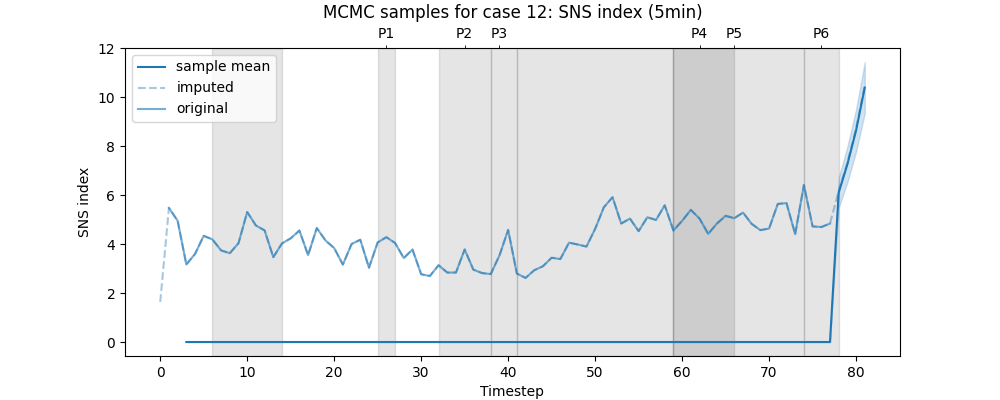 MCMC samples for case 12: SNS index (5min)
P1 P2 P3 P4 P5 P6
12
10
8
6
4
2
0
SNS index
sample mean
imputed
original
0 10 20 30 40 50 60 70 80
Timestep